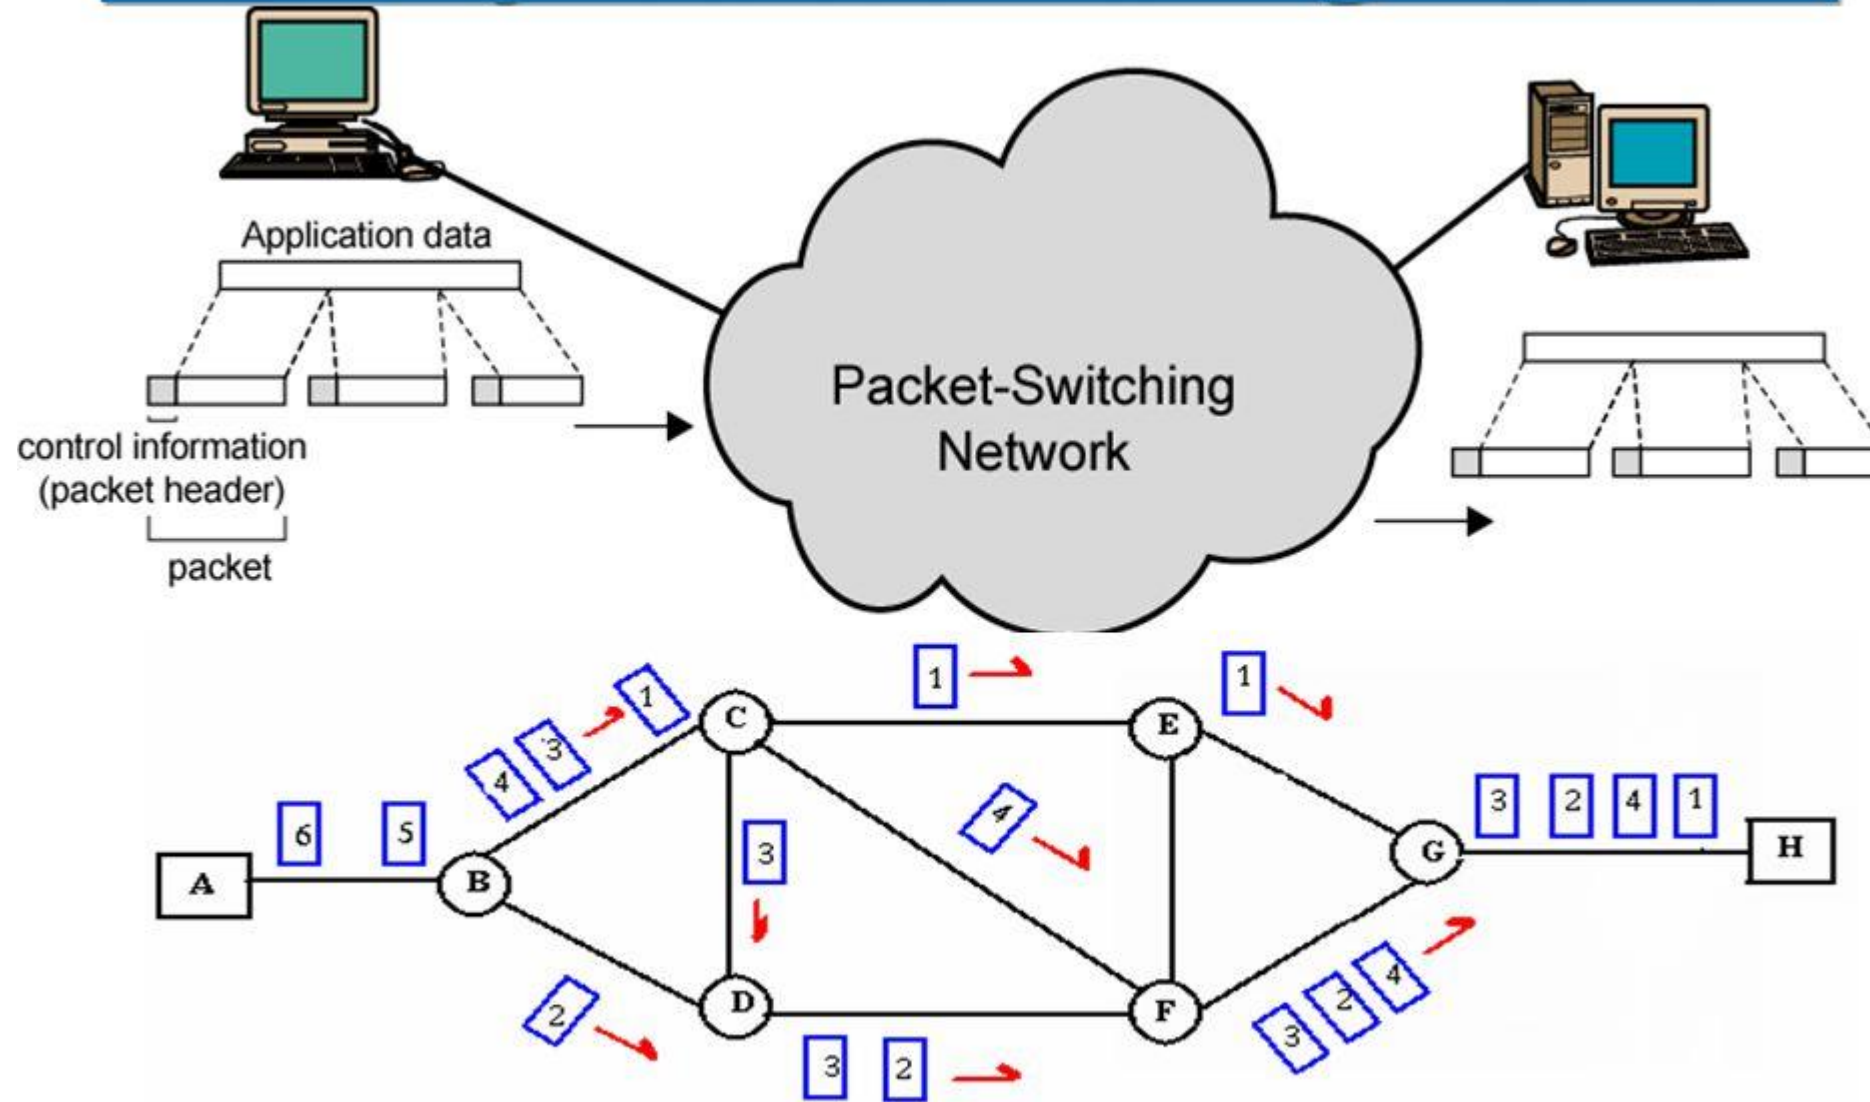 Application data
control information
(packet header)
packet
Packet-Switching
Network
1
1
1
C
E
3
4
4
3
2
4
1
6
5
3
A
B
G
H
2
D
F
4
2
3
3
2